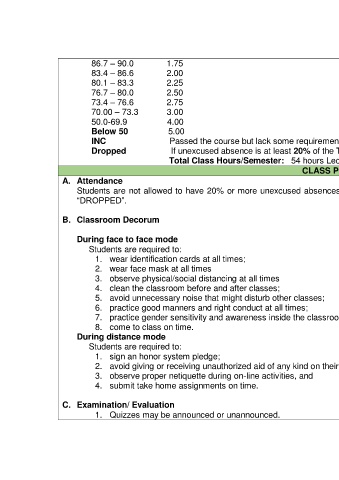 86.7 – 90.0 1.75
83.4 – 86.6 2.00
80.1 – 83.3 2.25
76.7 – 80.0 2.50
73.4 – 76.6 2.75
70.00 – 73.3 3.00
50.0-69.9 4.00
Below 50 5.00
INC Passed the course but lack some requiremen
Dropped If unexcused absence is at least 20% of the T
Total Class Hours/Semester: 54 hours Lec
CLASS P
A. Attendance
Students are not allowed to have 20% or more unexcused absences
“DROPPED”.
B. Classroom Decorum
During face to face mode
Students are required to:
1. wear identification cards at all times;
2. wear face mask at all times
3. observe physical/social distancing at all times
4. clean the classroom before and after classes;
5. avoid unnecessary noise that might disturb other classes;
6. practice good manners and right conduct at all times;
7. practice gender sensitivity and awareness inside the classroo
8. come to class on time.
During distance mode
Students are required to:
1. sign an honor system pledge;
2. avoid giving or receiving unauthorized aid of any kind on their
3. observe proper netiquette during on-line activities, and
4. submit take home assignments on time.
C. Examination/ Evaluation
1. Quizzes may be announced or unannounced.